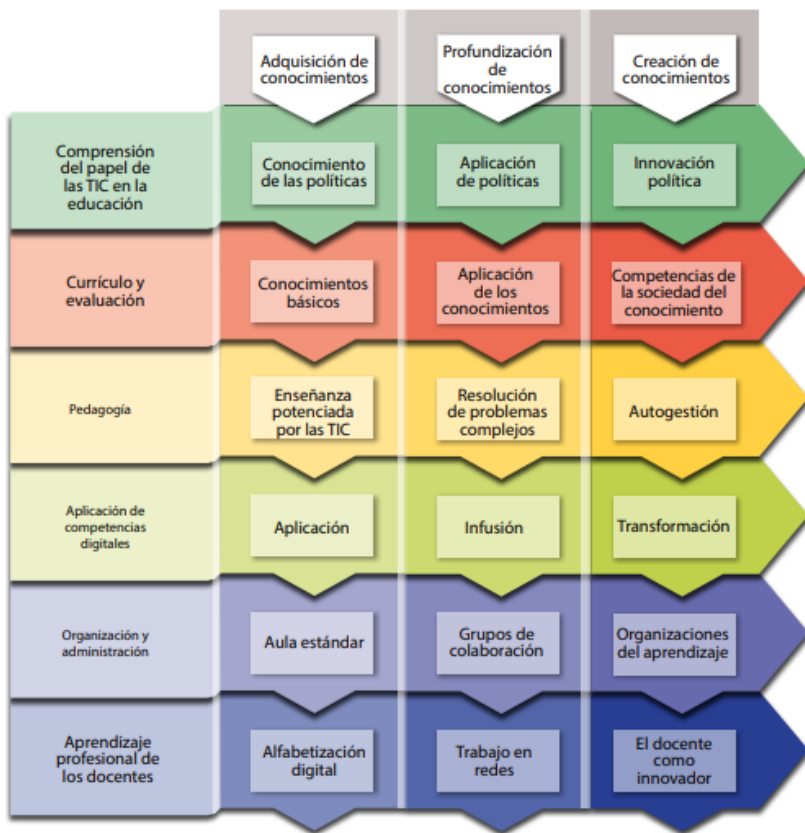 Adquisición de
conocimientos
Profundización
de
conocimientos
Creación de
conocimientos
Comprensión
del papel de
las TIC en la
educación
Conocimiento
de las políticas
Aplicación
de políticas
Innovación
política
Currículo y
evaluación
Conocimientos
básicos
Aplicación
de los
conocimientos
Competencias de
la sociedad del
conocimiento
Pedagogía
Enseñanza
potenciada
por las TIC
Resolución
de problemas
complejos
Autogestión
Aplicación de
competencias
digitales
Aplicación
Infusión
Transformación
Organización y
administración
Aula estándar
Grupos de
colaboración
Organizaciones
del aprendizaje
Aprendizaje
profesional de
los docentes
Alfabetización
digital
Trabajo en
redes
El docente
como
innovador